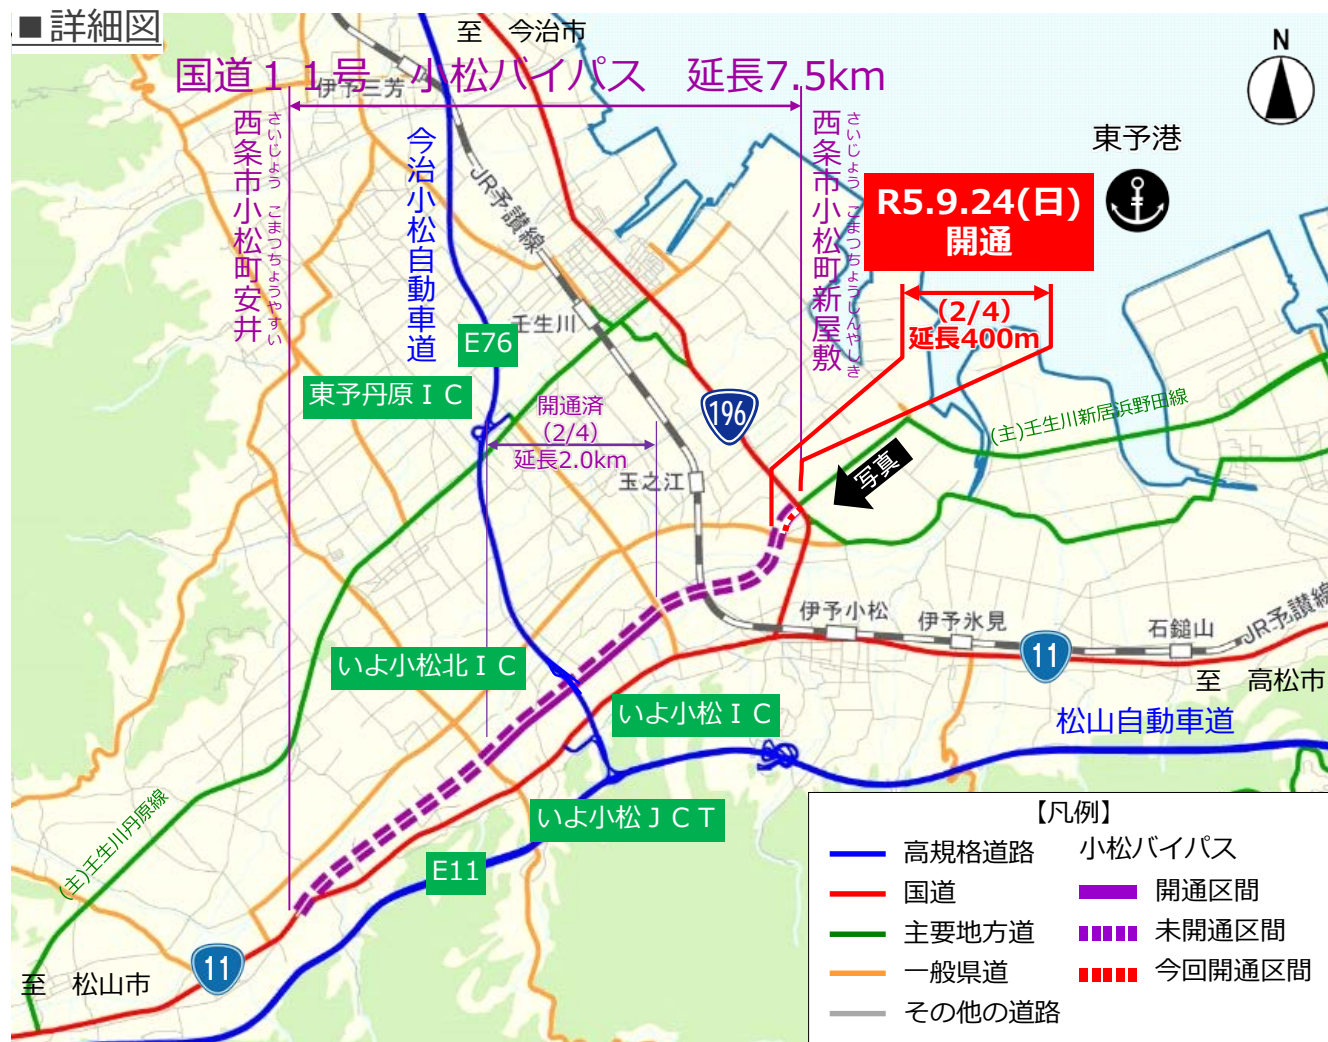 ■詳細図
至 今治市
国道１１号 小松バイパス 延長7.5km
伊予三芳
N
東予港
西条市小松町安井
さいじょう こまつちょうやすい
今治小松自動車道
JR予讃線
西条市小松町新屋敷
さいじょう こまつちょうしんやしき
R5.9.24(日)
開通
（2/4）
延長400m
壬生川
E76
東予丹原ＩＣ
開通済
(2/4)
延長2.0km
196
(主)壬生川新居浜野田線
写真
玉之江
伊予小松
伊予氷見
石鎚山
JR予讃線
11
至 高松市
いよ小松北ＩＣ
いよ小松ＩＣ
松山自動車道
いよ小松ＪＣＴ
(主)壬生川丹原線
E11
11
至 松山市
【凡例】
高規格道路
国道
主要地方道
一般県道
その他の道路
小松バイパス
開通区間
未開通区間
今回開通区間